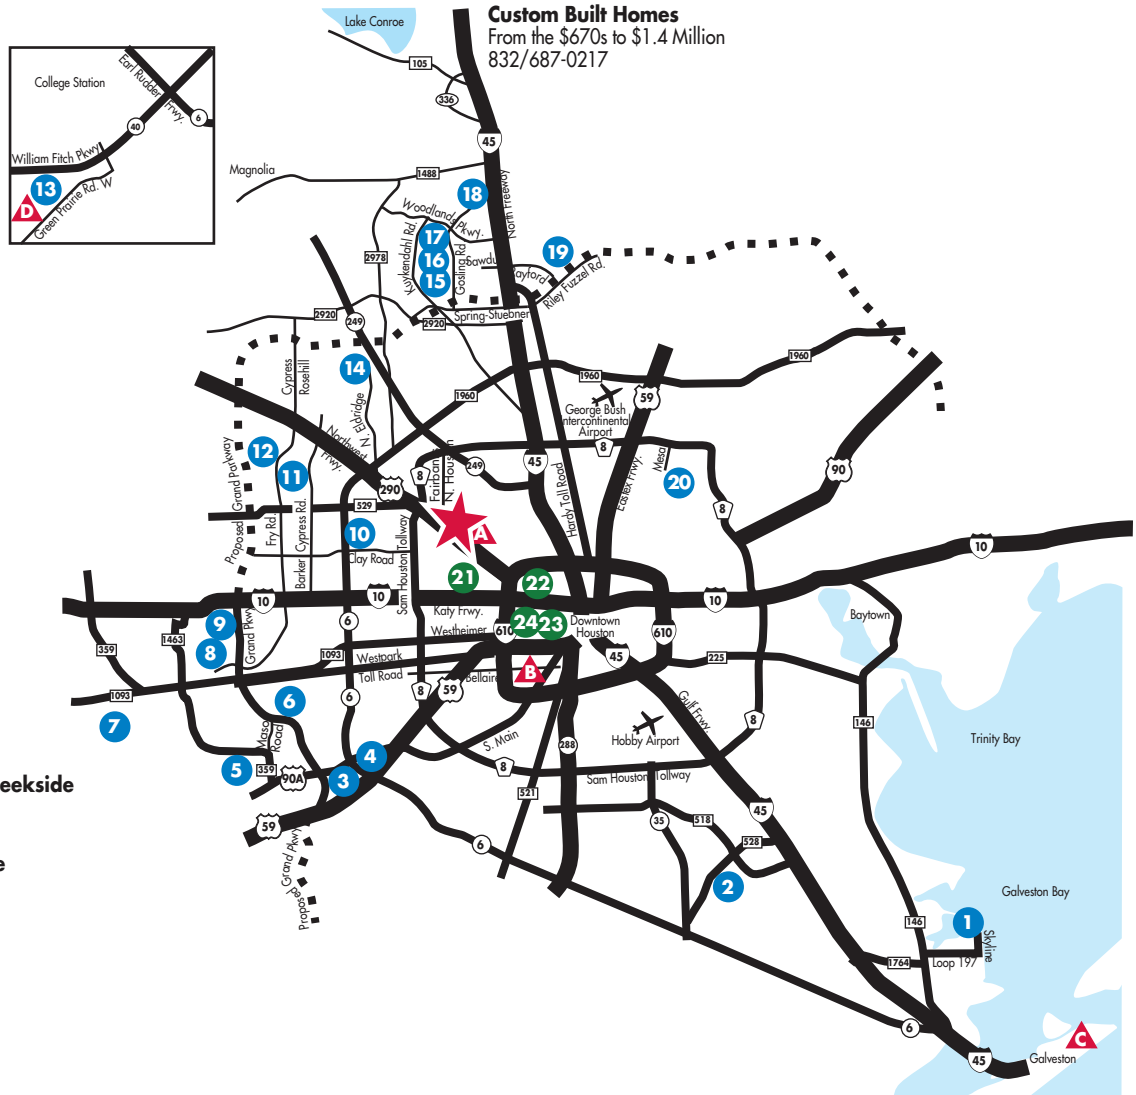 Custom Built Homes
From the $670s to $1.4 Million
832/687-0217
Lake Conroe
105
336
45
College Station
Earl Rudder Frwy.
6
40
William Fitch Pkwy
13
D
Green Prairie Rd. W
Magnolia
1488
18
North Freeway
Woodlands Pkwy.
17
16
15
Kuykendahl Rd.
Gosling Rd
Sawdu
ayford
19
Riley Fuzzel Rd.
2978
2920
249
2920
Spring-Stuebner
Cypress
Rosehill
14
N. Eldridge
1960
1960
1960
59
George Bush
ntercontinental
Airport
8
Northwest
Frwy.
Fairbanks
N. Houston
8
249
45
Hardy Toll Road
Eastex Frwy.
Mesa
20
8
90
12
11
Proposed Grand Parkway
290
529
Fry Rd.
Barker Cypress Rd.
10
Clay Road
Sam Houston Tollway
A
21
22
10
10
10
10
Katy Frwy.
6
Westheimer
610
24
23
Downtown
Houston
610
Baytown
9
8
Grand Pkwy
1463
359
1093
1093
Westpark
Toll Road
Bellaire
B
45
225
59
8
6
7
6
Mason
Road
5
359
90A
4
3
S. Main
8
288
521
Hobby Airport
Gulf Frwy.
8
Sam Houston Tollway
146
Trinity Bay
eekside
e
59
Proposed Grand Pkwy
6
35
518
528
45
2
Galveston Bay
1
146
Skyline
1764
Loop 197
6
45
C
Galveston